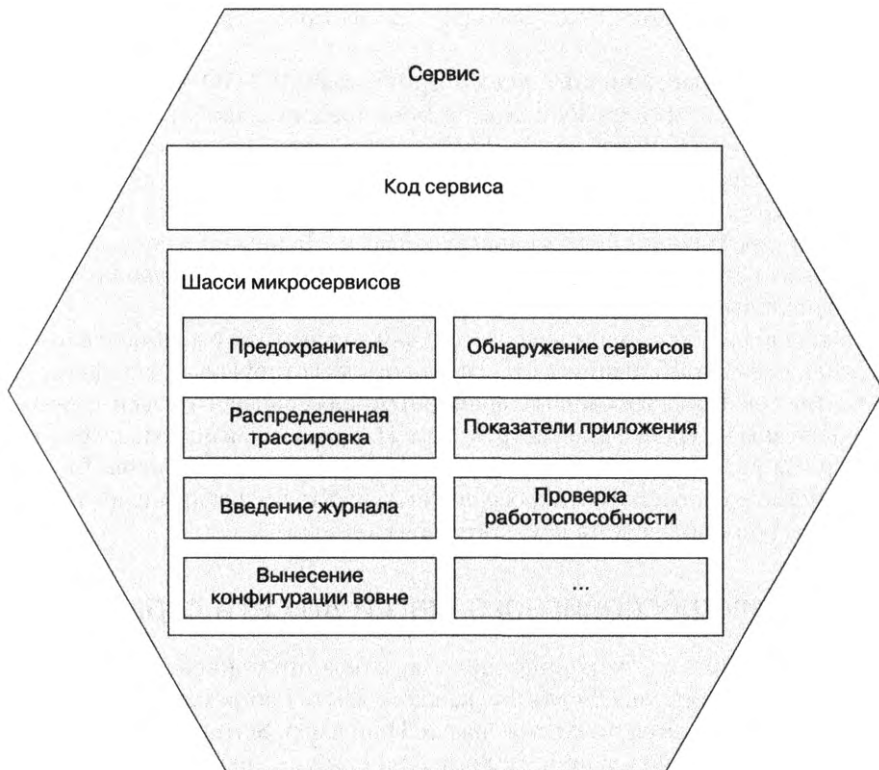 Сервис
Код сервиса
Шасси микросервисов
Предохранитель
Обнаружение сервисов
Распределенная
трассировка
Показатели приложения
Введение журнала
Проверка
работоспособности
Вынесение
конфигурации вовне
...